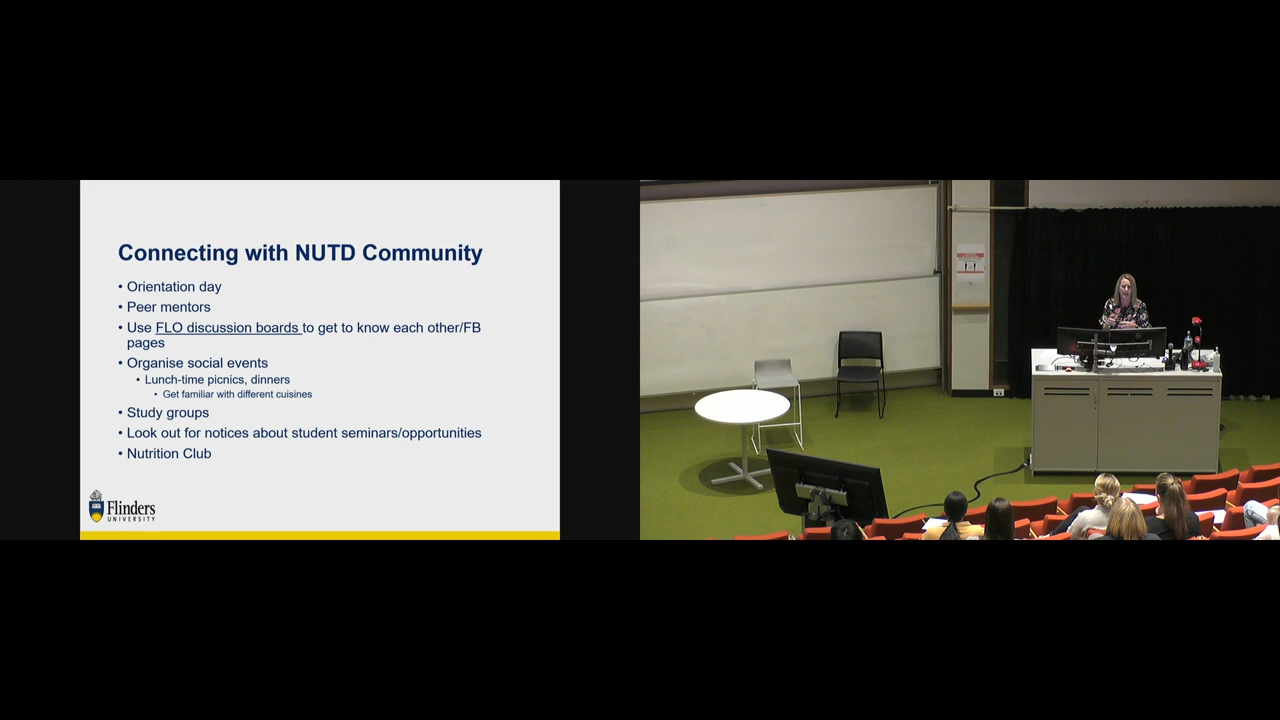 Connecting with NUTD Community
• Orientation day
• Peer mentors
• Use FLO discussion boards to get to know each other/FB
pages
• Organise social events
• Lunch-time picnics, dinners
• Get familiar with different cuisines
• Study groups
• Look out for notices about student seminars/opportunities
• Nutrition Club
Flinders
UNIVERSITY